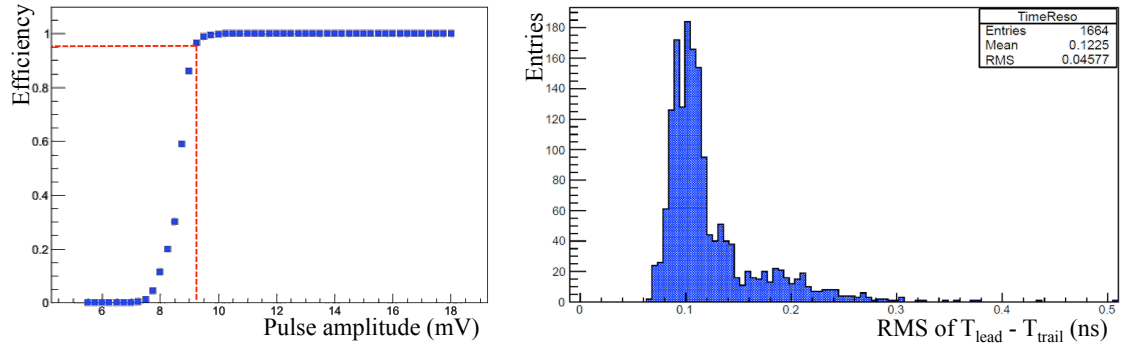 Efficiency
1
0.8
0.6
0.4
0.2
0
6 8 10 12 14 16 18
Pulse amplitude (mV)
Entries
180
160
140
120
100
80
60
40
20
0
0 0.1 0.2 0.3 0.4 0.5
RMS of T_lead - T_trail (ns)
TimeReso
Entries 1664
Mean 0.1225
RMS 0.04577